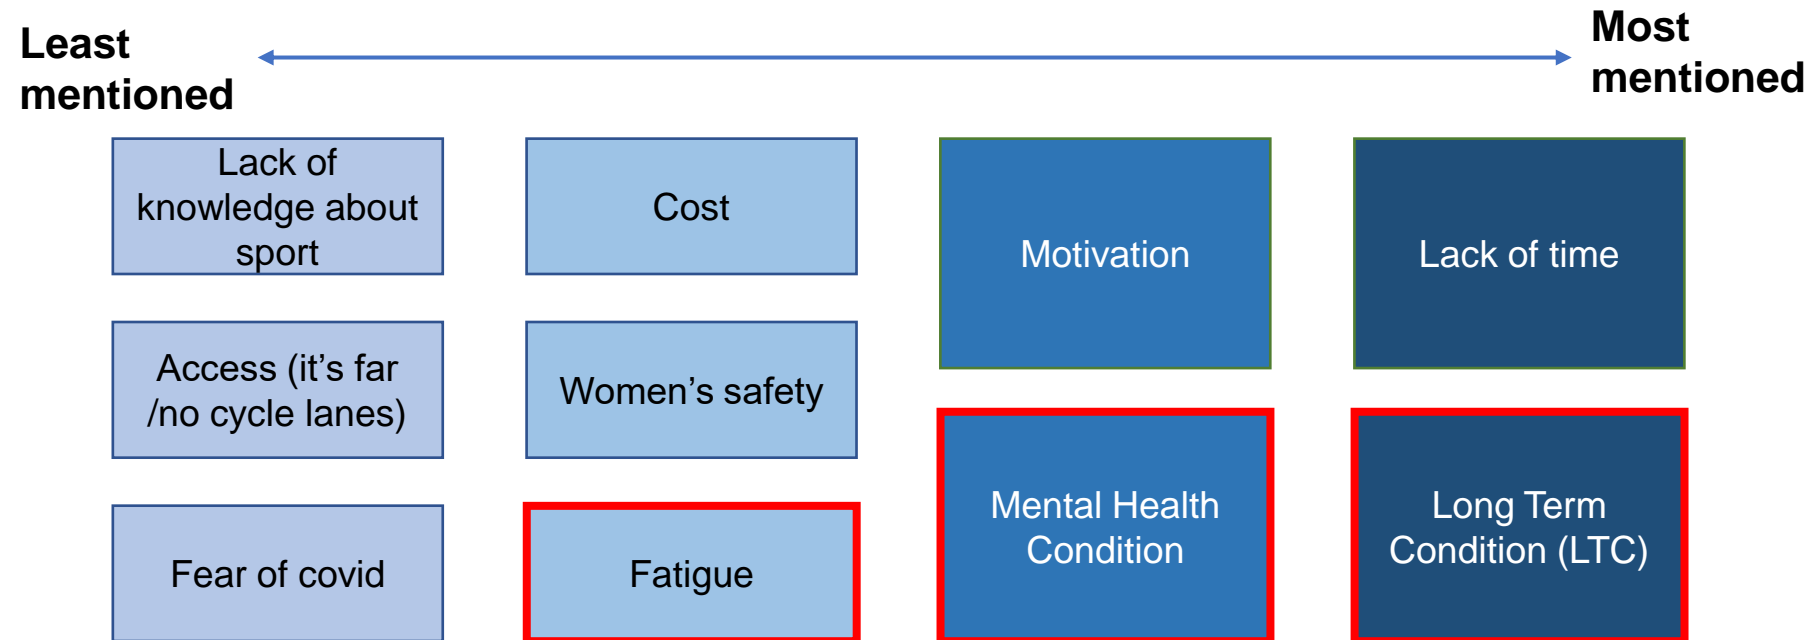 Least
mentioned
Most
mentioned
Lack of
knowledge about
sport
Cost
Motivation
Lack of time
Access (it’s far
/no cycle lanes)
Women’s safety
Mental Health
Condition
Long Term
Condition (LTC)
Fear of covid
Fatigue